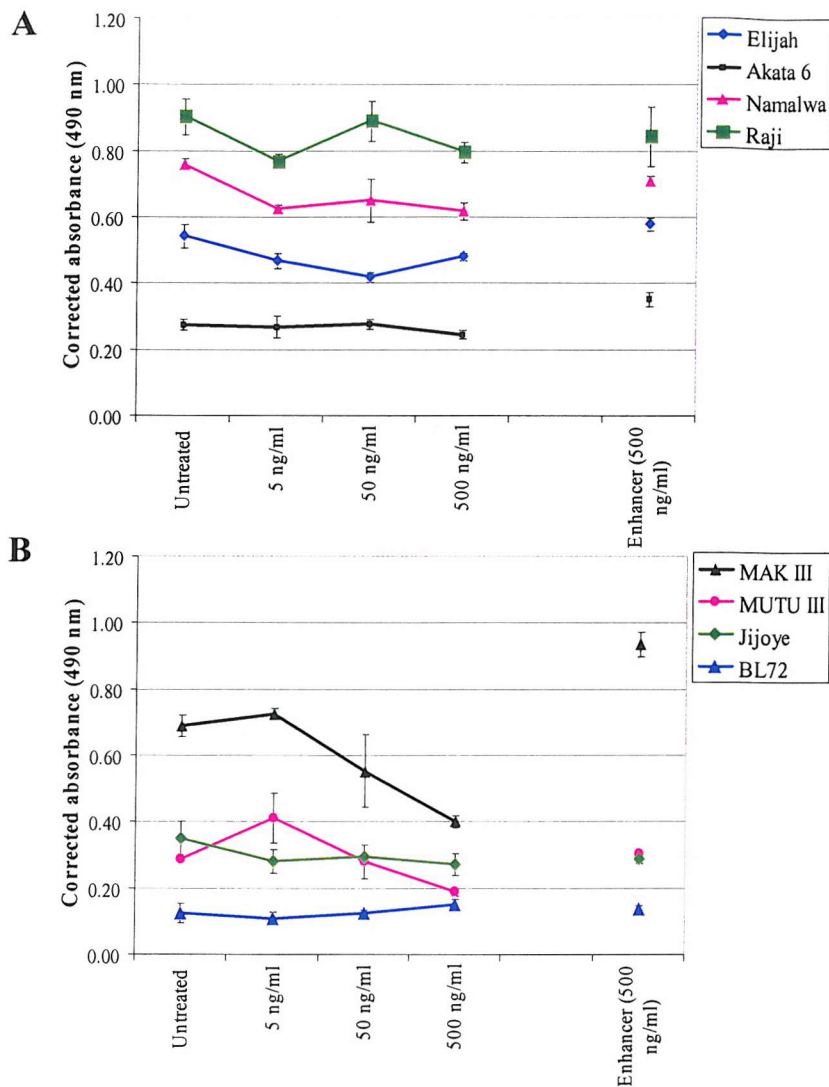 A
Corrected absorbance (490 nm)
1.20
1.00
0.80
0.60
0.40
0.20
0.00
Untreated
5 ng/ml
50 ng/ml
500 ng/ml
Enhancer (500
ng/ml)
Elijah
Akata 6
Namalwa
Raji
B
Corrected absorbance (490 nm)
1.20
1.00
0.80
0.60
0.40
0.20
0.00
Untreated
5 ng/ml
50 ng/ml
500 ng/ml
Enhancer (500
ng/ml)
MAK III
MUTU III
Jijoye
BL72